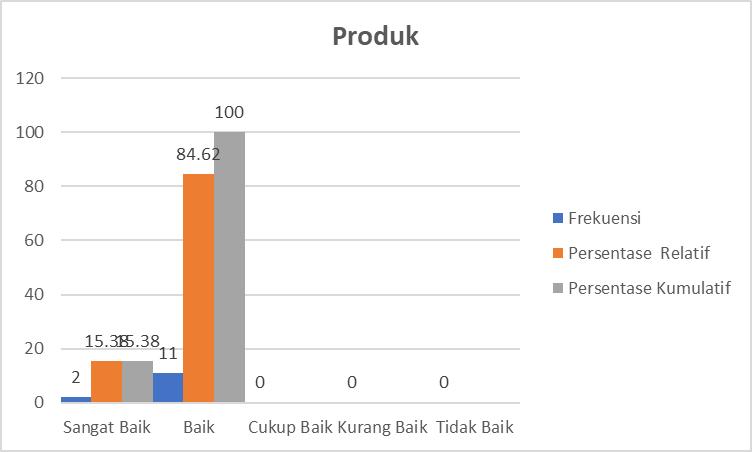 Produk
120
100
80
60
40
20
0
2
15.38
15.38
11
84.62
100
0
0
0
Sangat Baik
Baik
Cukup Baik
Kurang Baik
Tidak Baik
Frekuensi
Persentase Relatif
Persentase Kumulatif